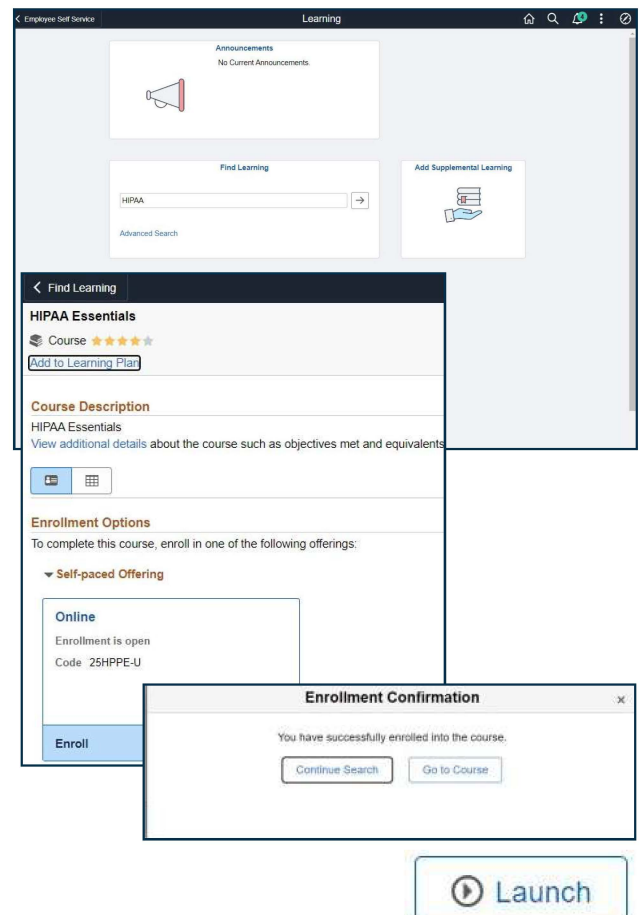 Employee Self Service
Learning
Announcements
No Current Announcements.
Find Learning
HIPAA
Advanced Search
Add Supplemental Learning
Find Learning
HIPAA Essentials
Course
Add to Learning Plan
Course Description
HIPAA Essentials
View additional details about the course such as objectives met and equivalents
Enrollment Options
To complete this course, enroll in one of the following offerings:
Self-paced Offering
Online
Enrollment is open
Code 25HPPE-U
Enroll
Enrollment Confirmation
You have successfully enrolled into the course.
Continue Search
Go to Course
Launch